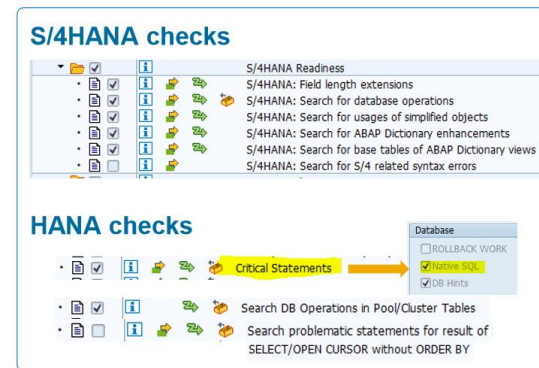 S/4HANA checks
S/4HANA Readiness
S/4HANA: Field length extensions
S/4HANA: Search for database operations
S/4HANA: Search for usages of simplified objects
S/4HANA: Search for ABAP Dictionary enhancements
S/4HANA: Search for base tables of ABAP Dictionary views
S/4HANA: Search for S/4 related syntax errors
HANA checks
Database
ROLLBACK WORK
Critical Statements
Native SQL
DB Hints
Search DB Operations in Pool/Cluster Tables
Search problematic statements for result of
SELECT/OPEN CURSOR without ORDER BY